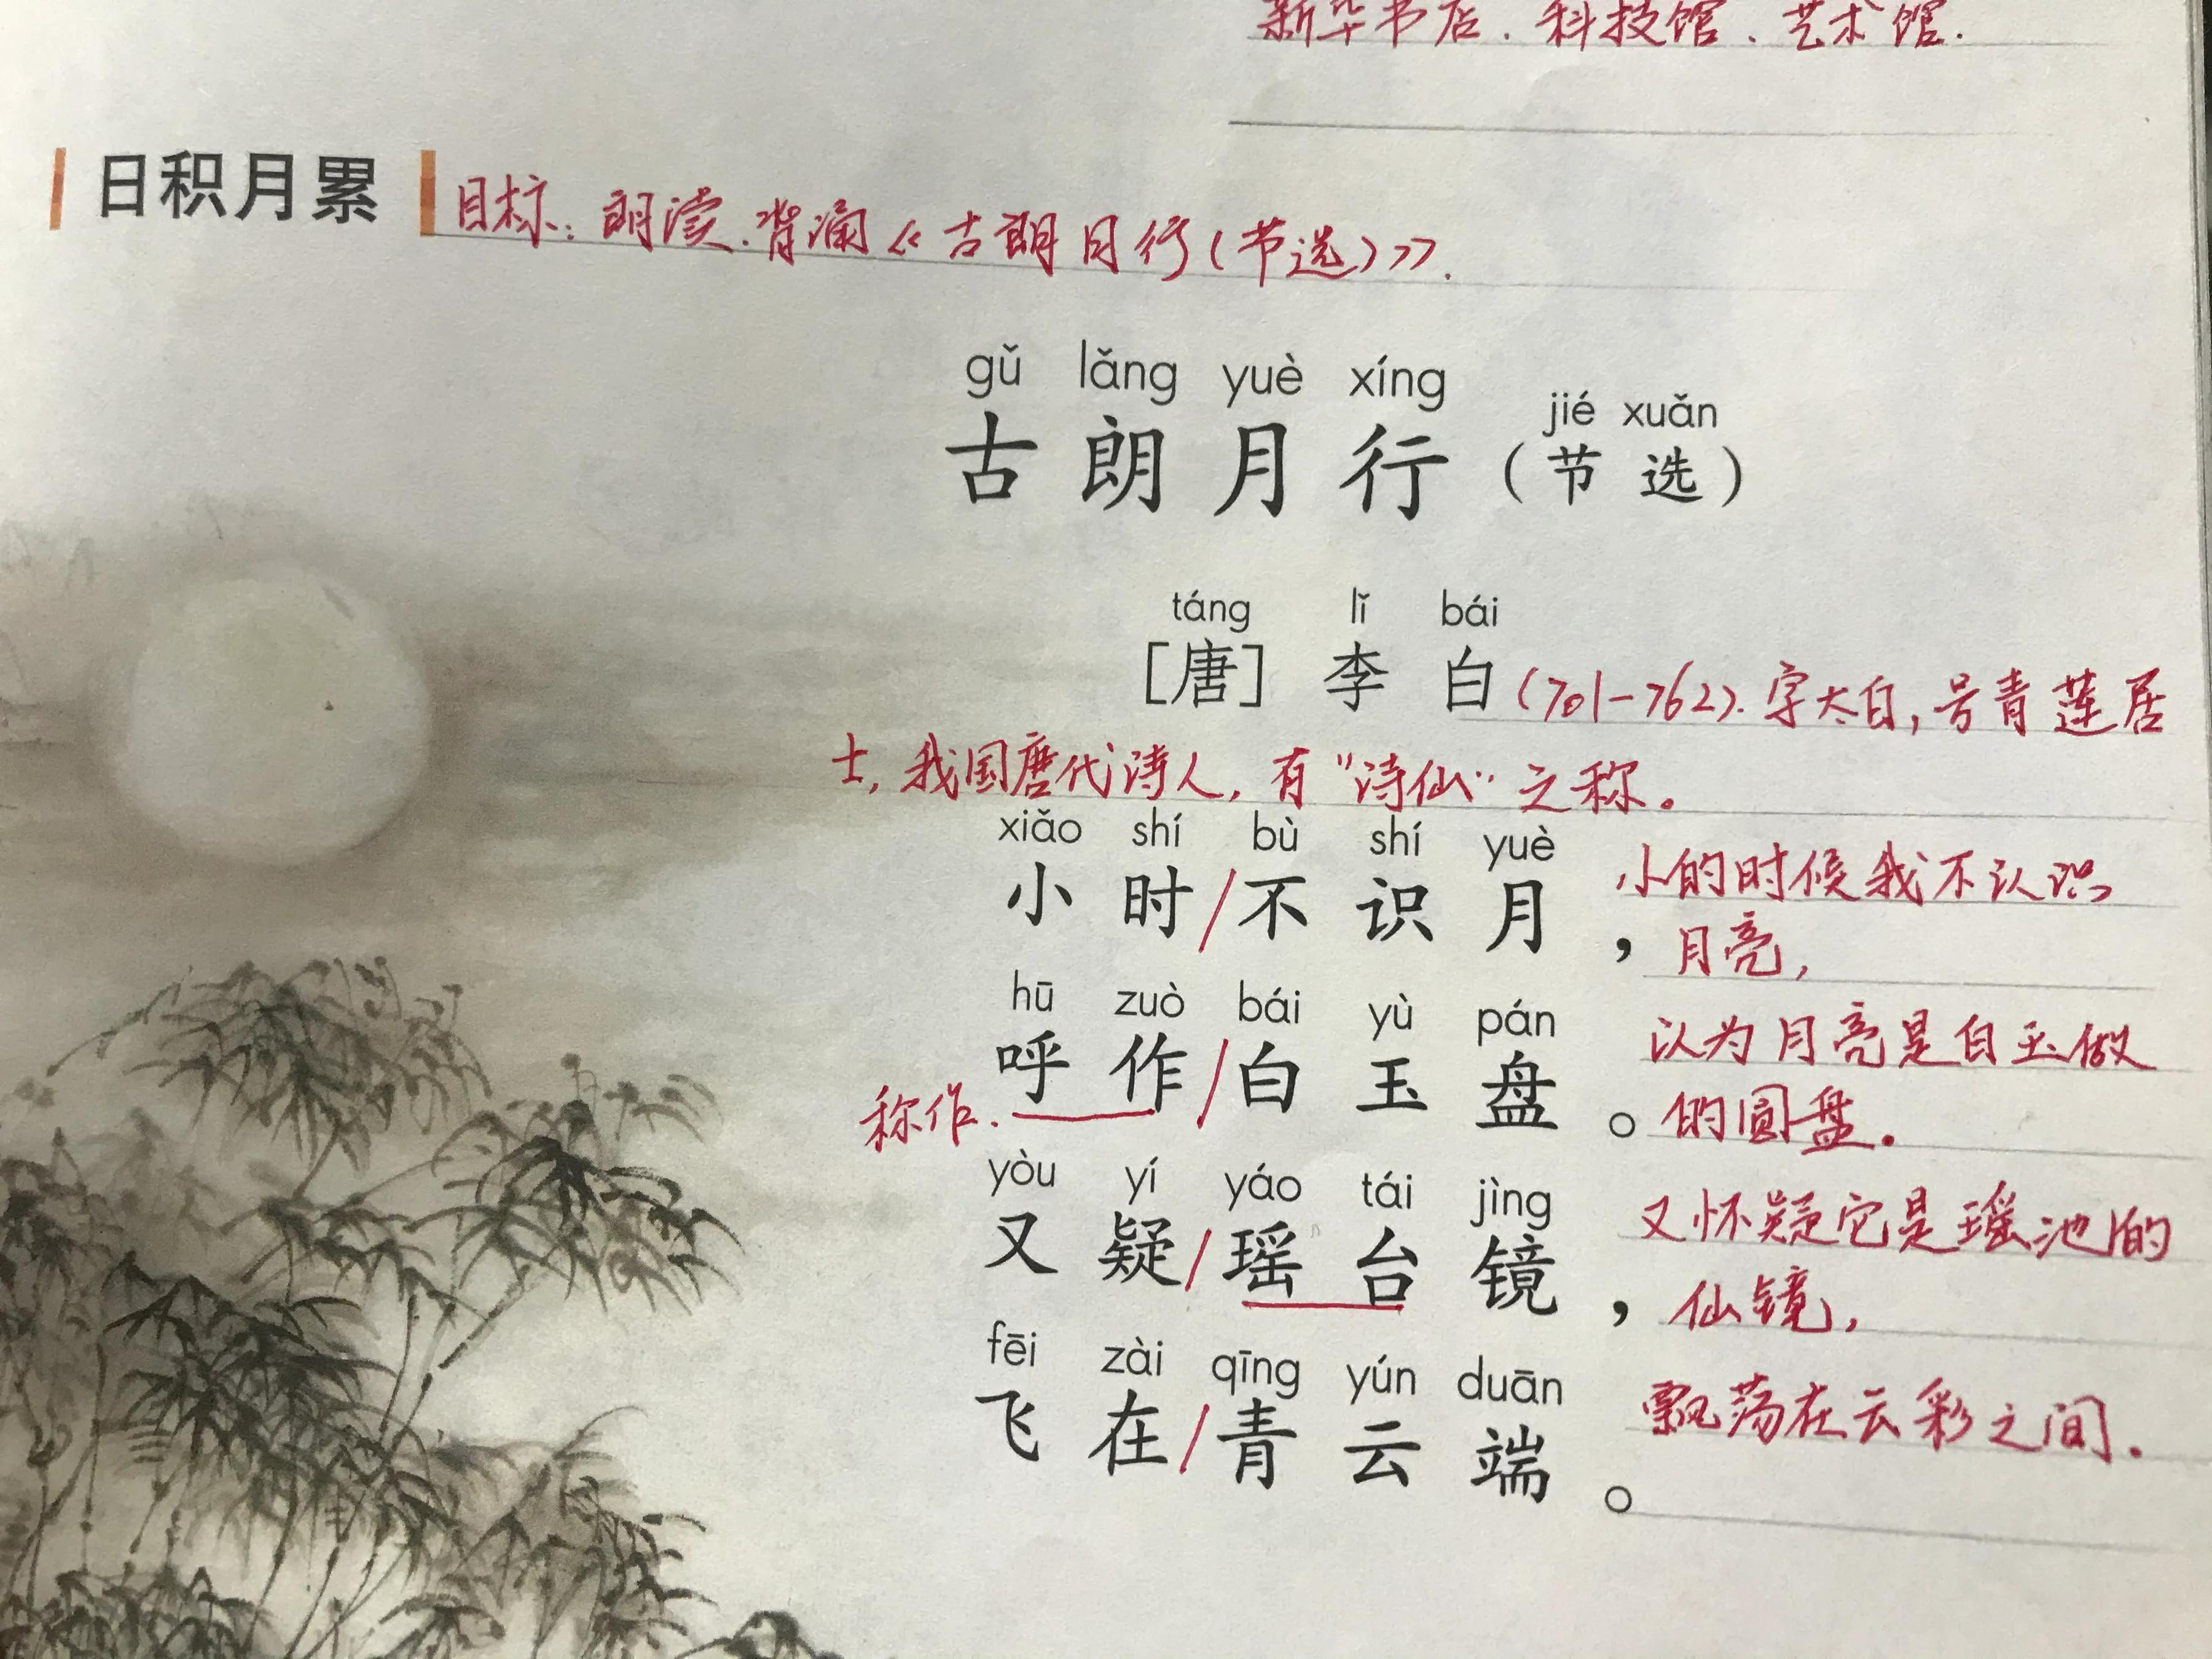 新华书店、科技馆、艺术馆.
日积月累 目标：朗读、背诵《古朗月行（节选）》.
gǔ lǎng yuè xíng jié xuǎn
古朗月行（节选）
táng lǐ bái
［唐］李白（701-762）.字太白,号青莲居
士,我国唐代诗人,有"诗仙"之称。
xiǎo shí bù shí yuè
小时/不识月， 小的时候我不认识
月亮,
hū zuò bái yù pán
呼作/白玉盘。 以为月亮是白玉做
称作. 的圆盘.
yòu yí yáo tái jìng
又疑/瑶台镜， 又怀疑它是瑶池的
仙镜,
fēi zài qīng yún duān
飞在/青云端。 飘荡在云彩之间.